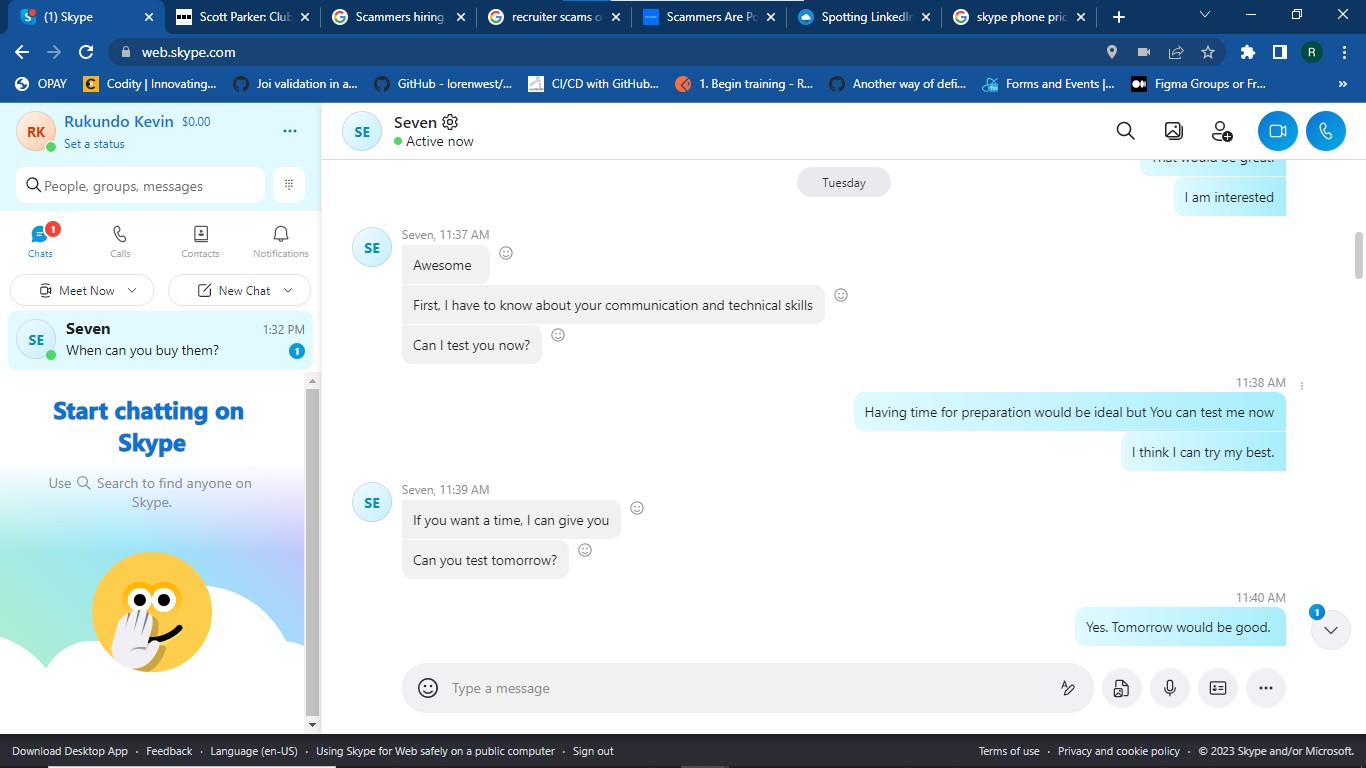 (1) Skype
Scott Parker: Club
Scammers hiring
recruiter scams o
Scammers Are Po
Spotting LinkedIn
skype phone pric
web.skype.com
R
OPAY
Codity | Innovating...
Joi validation in a...
GitHub - lorenwest/...
CI/CD with GitHub...
1. Begin training - R...
Another way of defi...
Forms and Events |...
Figma Groups or Fr...
RK
Rukundo Kevin $0.00
Set a status
People, groups, messages
1
Chats
Calls
Contacts
Notifications
Meet Now
New Chat
SE
Seven
1:32 PM
When can you buy them?
1
Start chatting on
Skype
Use Search to find anyone on
Skype.
SE
Seven
Active now
That would be great.
Tuesday
I am interested
SE
Seven, 11:37 AM
Awesome
First, I have to know about your communication and technical skills
Can I test you now?
11:38 AM
Having time for preparation would be ideal but You can test me now
I think I can try my best.
SE
Seven, 11:39 AM
If you want a time, I can give you
Can you test tomorrow?
11:40 AM
Yes. Tomorrow would be good.
1
Type a message
Download Desktop App · Feedback · Language (en-US) · Using Skype for Web safely on a public computer · Sign out
Terms of use · Privacy and cookie policy · © 2023 Skype and/or Microsoft.